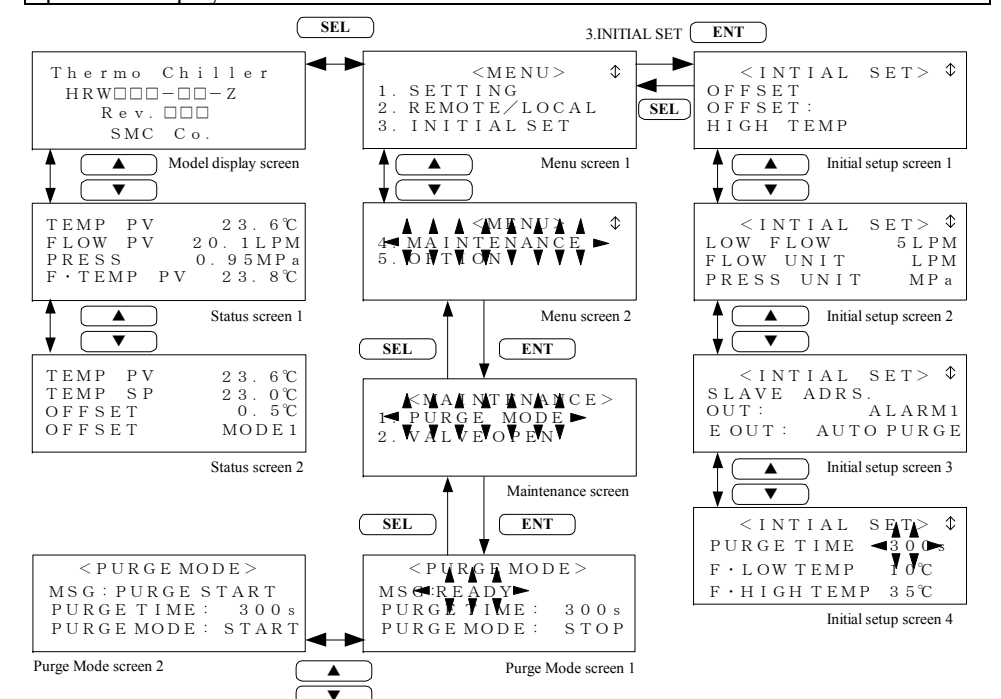 SEL
3.INITIAL SET ENT
Thermo Chiller
HRW□□□-□□-Z
Rev. □□□
SMC Co.
Model display screen
<MENU> ⇕
1. SETTING
2. REMOTE/LOCAL
3. INITIAL SET
Menu screen 1
SEL
<INTIAL SET> ⇕
OFFSET
OFFSET:
HIGH TEMP
Initial setup screen 1
▲
▼
▲
▼
▲
▼
TEMP PV 23.6℃
FLOW PV 20.1LPM
PRESS 0.95MPa
F・TEMP PV 23.8℃
Status screen 1
<MENU> ⇕
4. MAINTENANCE
5. OPTION
Menu screen 2
<INTIAL SET> ⇕
LOW FLOW 5LPM
FLOW UNIT LPM
PRESS UNIT MPa
Initial setup screen 2
▲
▼
SEL ENT
▲
▼
TEMP PV 23.6℃
TEMP SP 23.0℃
OFFSET 0.5℃
OFFSET MODE1
Status screen 2
<MAINTENANCE>
1. PURGE MODE
2. VALVE OPEN
Maintenance screen
<INTIAL SET> ⇕
SLAVE ADRS.
OUT: ALARM1
E OUT: AUTO PURGE
Initial setup screen 3
SEL ENT
▲
▼
<PURGE MODE>
MSG:PURGE START
PURGE TIME: 300s
PURGE MODE: START
Purge Mode screen 2
<PURGE MODE>
MSG:READY
PURGE TIME: 300s
PURGE MODE: STOP
Purge Mode screen 1
<INTIAL SET> ⇕
PURGE TIME 300s
F・LOW TEMP 10℃
F・HIGH TEMP 35℃
Initial setup screen 4
▲
▼